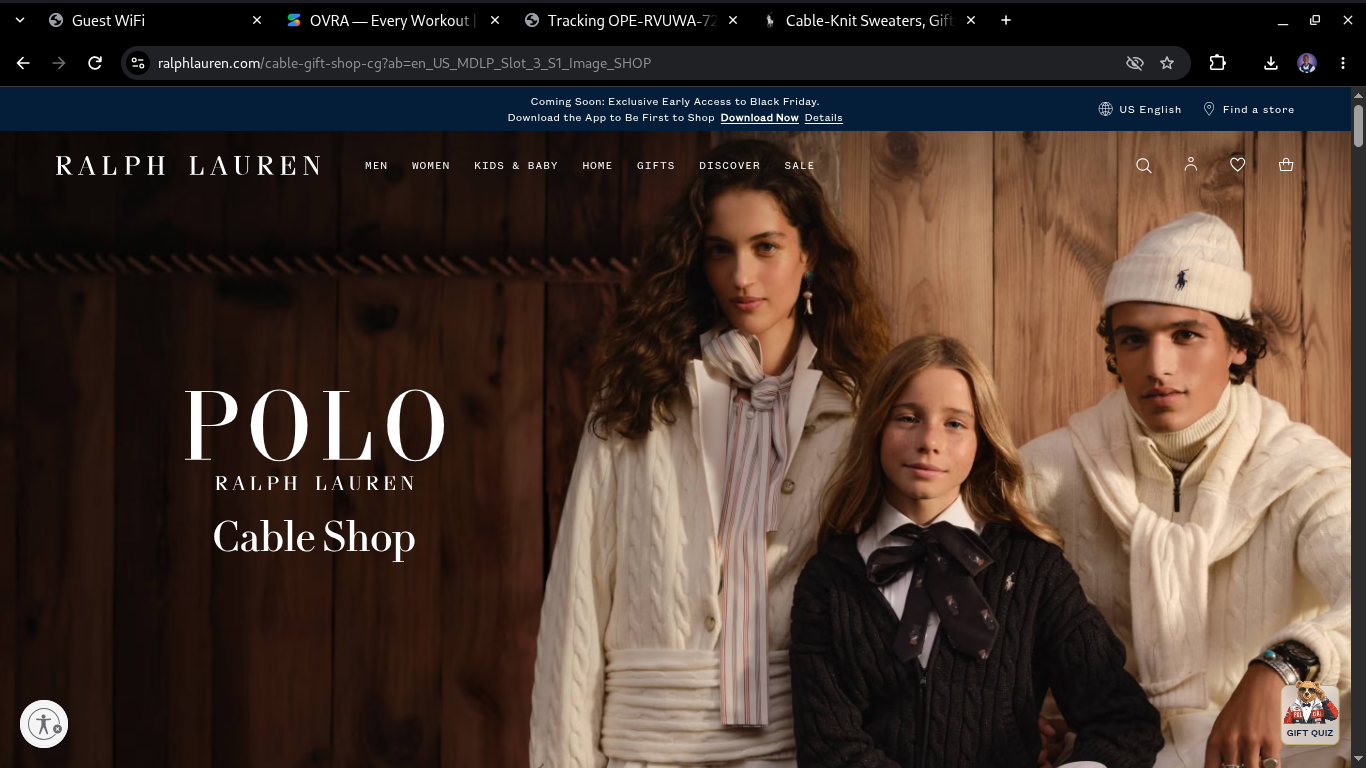 Guest WiFi
OVRA — Every Workout |
Tracking OPE-RVUWA-72
Cable-Knit Sweaters, Gift
ralphlauren.com/cable-gift-shop-cg?ab=en_US_MDLP_Slot_3_S1_Image_SHOP
Coming Soon: Exclusive Early Access to Black Friday.
Download the App to Be First to Shop Download Now Details
US English
Find a store
RALPH LAUREN
MEN WOMEN KIDS & BABY HOME GIFTS DISCOVER SALE
POLO
RALPH LAUREN
Cable Shop
GIFT QUIZ